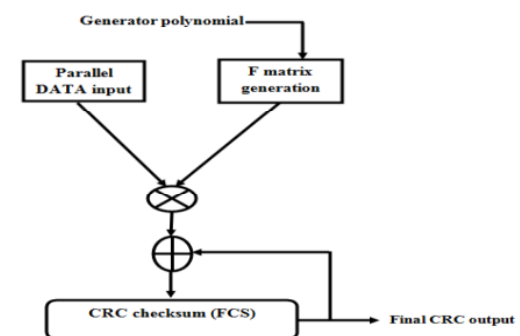 Generator polynomial
Parallel
DATA input
F matrix
generation
CRC checksum (FCS)
Final CRC output